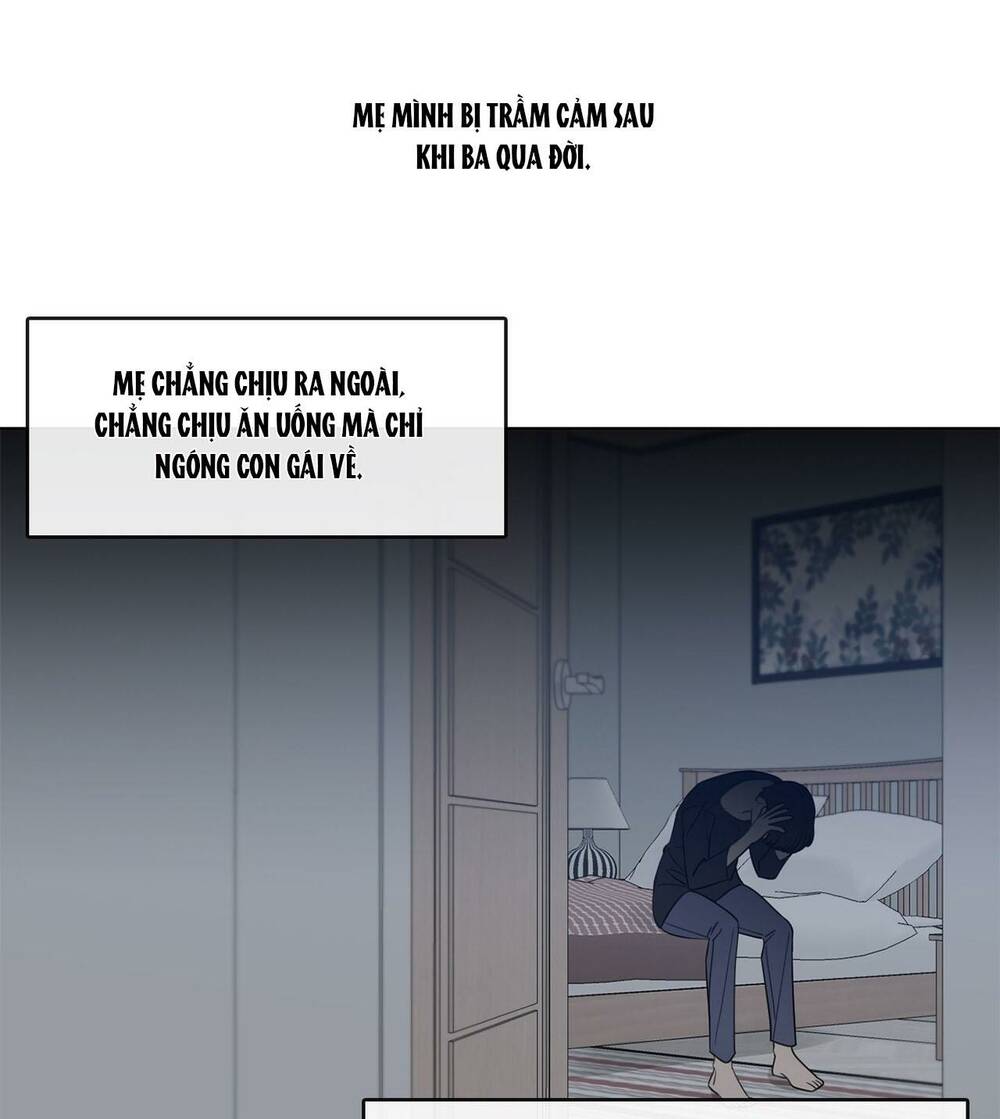 MẸ MÌNH BỊ TRẦM CẢM SAU
KHI BA QUA ĐỜI.
MẸ CHẲNG CHỊU RA NGOÀI,
CHẲNG CHỊU ĂN UỐNG MÀ CHỈ
NGÓNG CON GÁI VỀ.